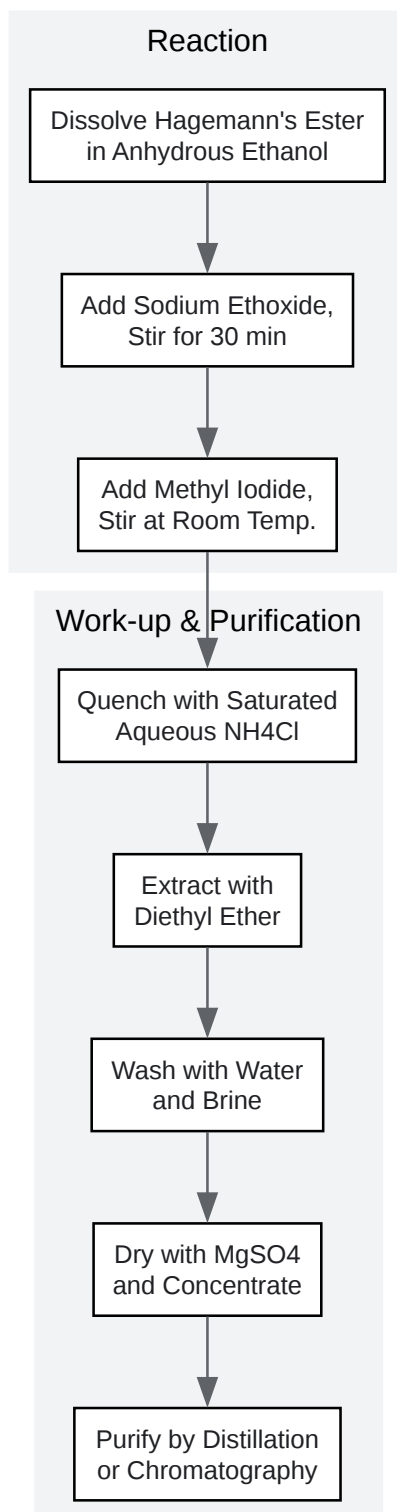 Reaction
Dissolve Hagemann's Ester
in Anhydrous Ethanol
Add Sodium Ethoxide,
Stir for 30 min
Add Methyl Iodide,
Stir at Room Temp.
Work-up & Purification
Quench with Saturated
Aqueous NH4Cl
Extract with
Diethyl Ether
Wash with Water
and Brine
Dry with MgSO4
and Concentrate
Purify by Distillation
or Chromatography